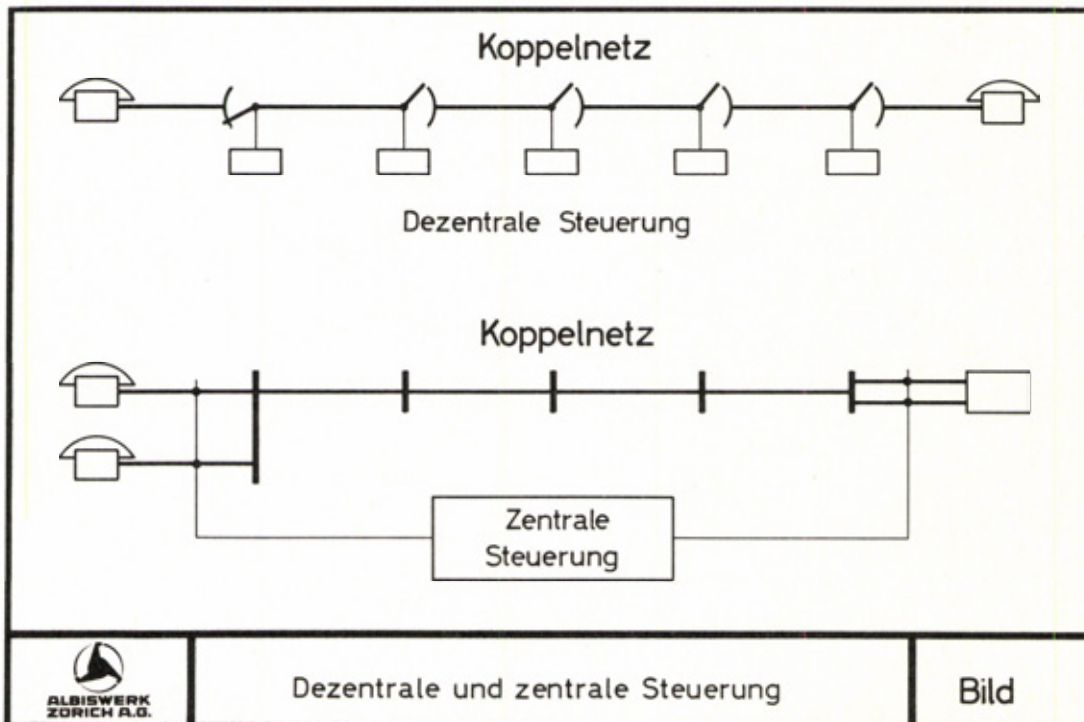 Koppelnetz
Dezentrale Steuerung
Koppelnetz
Zentrale
Steuerung
ALBISWERK
ZÜRICH A.G.
Dezentrale und zentrale Steuerung
Bild